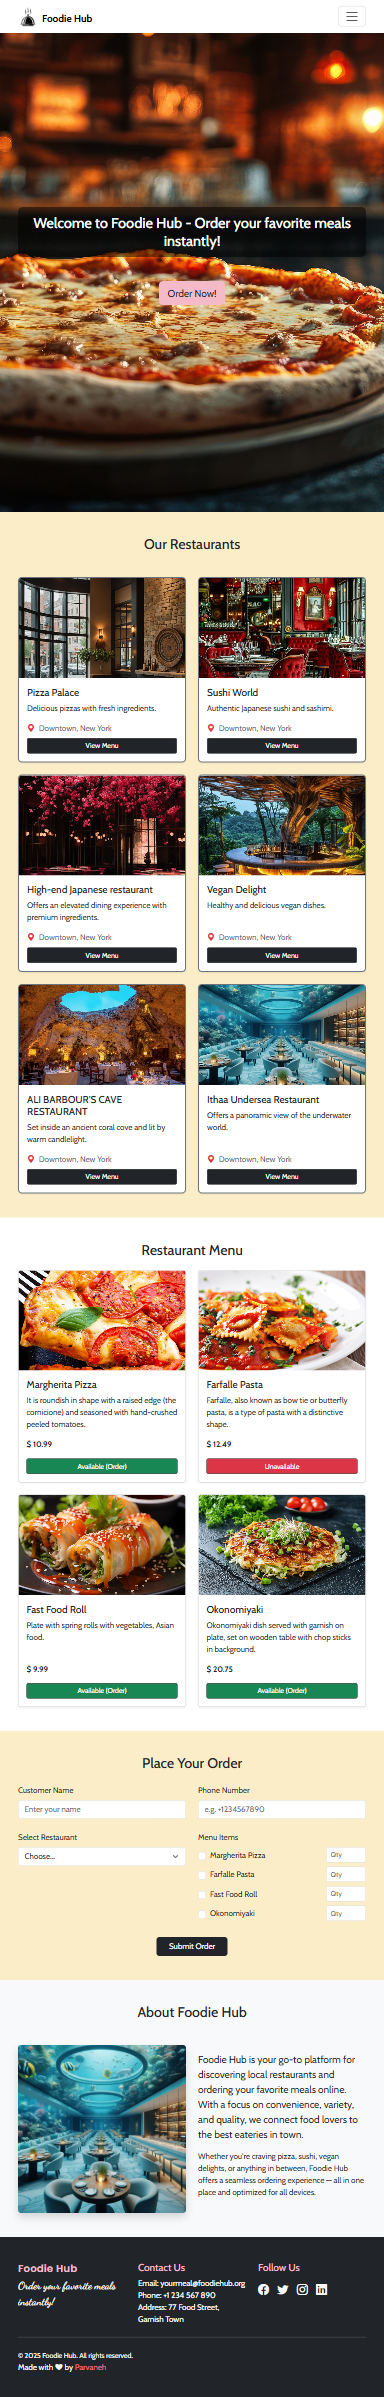 Foodie Hub
Welcome to Foodie Hub - Order your favorite meals
instantly!
Order Now!
Our Restaurants
Pizza Palace
Delicious pizzas with fresh ingredients.
Downtown, New York
View Menu
Sushi World
Authentic Japanese sushi and sashimi.
Downtown, New York
View Menu
High-end Japanese restaurant
Offers an elevated dining experience with
premium ingredients.
Downtown, New York
View Menu
Vegan Delight
Healthy and delicious vegan dishes.
Downtown, New York
View Menu
ALI BARBOUR'S CAVE
RESTAURANT
Set inside an ancient coral cove and lit by
warm candlelight.
Downtown, New York
View Menu
Ithaa Undersea Restaurant
Offers a panoramic view of the underwater
world.
Downtown, New York
View Menu
Restaurant Menu
Margherita Pizza
It is roundish in shape with a raised edge (the
cornicione) and seasoned with hand-crushed
peeled tomatoes.
$ 10.99
Available (Order)
Farfalle Pasta
Farfalle, also known as bow tie or butterfly
pasta, is a type of pasta with a distinctive
shape.
$ 12.49
Unavailable
Fast Food Roll
Plate with spring rolls with vegetables, Asian
food.
$ 9.99
Available (Order)
Okonomiyaki
Okonomiyaki dish served with garnish on
plate, set on wooden table with chop sticks
in background.
$ 20.75
Available (Order)
Place Your Order
Customer Name
Enter your name
Phone Number
e.g. +1234567890
Select Restaurant
Choose...
Menu Items
Margherita Pizza Qty
Farfalle Pasta Qty
Fast Food Roll Qty
Okonomiyaki Qty
Submit Order
About Foodie Hub
Foodie Hub is your go-to platform for
discovering local restaurants and
ordering your favorite meals online.
With a focus on convenience, variety,
and quality, we connect food lovers to
the best eateries in town.
Whether you're craving pizza, sushi, vegan
delights, or anything in between, Foodie Hub
offers a seamless ordering experience — all in one
place and optimized for all devices.
Foodie Hub
Order your favorite meals
instantly!
Contact Us
Email: yourmeal@foodiehub.org
Phone: +1 234 567 890
Address: 77 Food Street,
Garnish Town
Follow Us
© 2025 Foodie Hub. All rights reserved.
Made with ❤ by Parvaneh